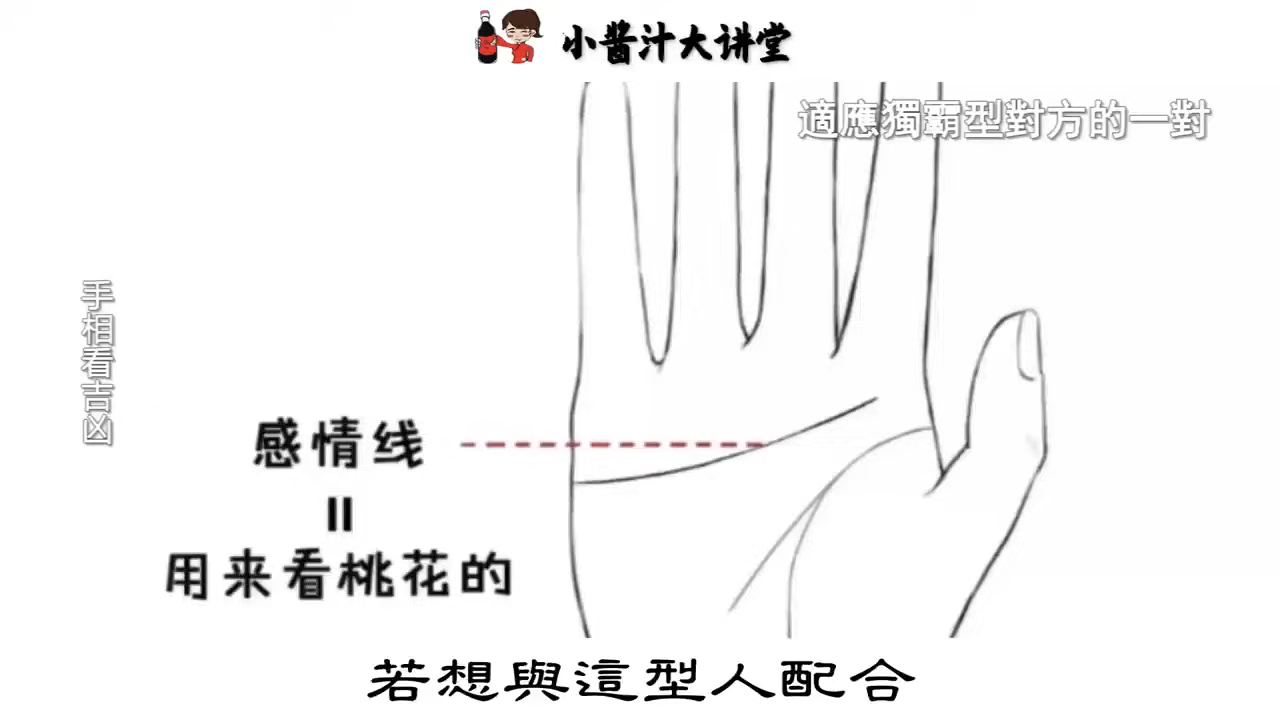 小酱汁大讲堂
適應獨霸型對方的一對
手相看吉凶
感情线
=
用来看桃花的
若想與這型人配合